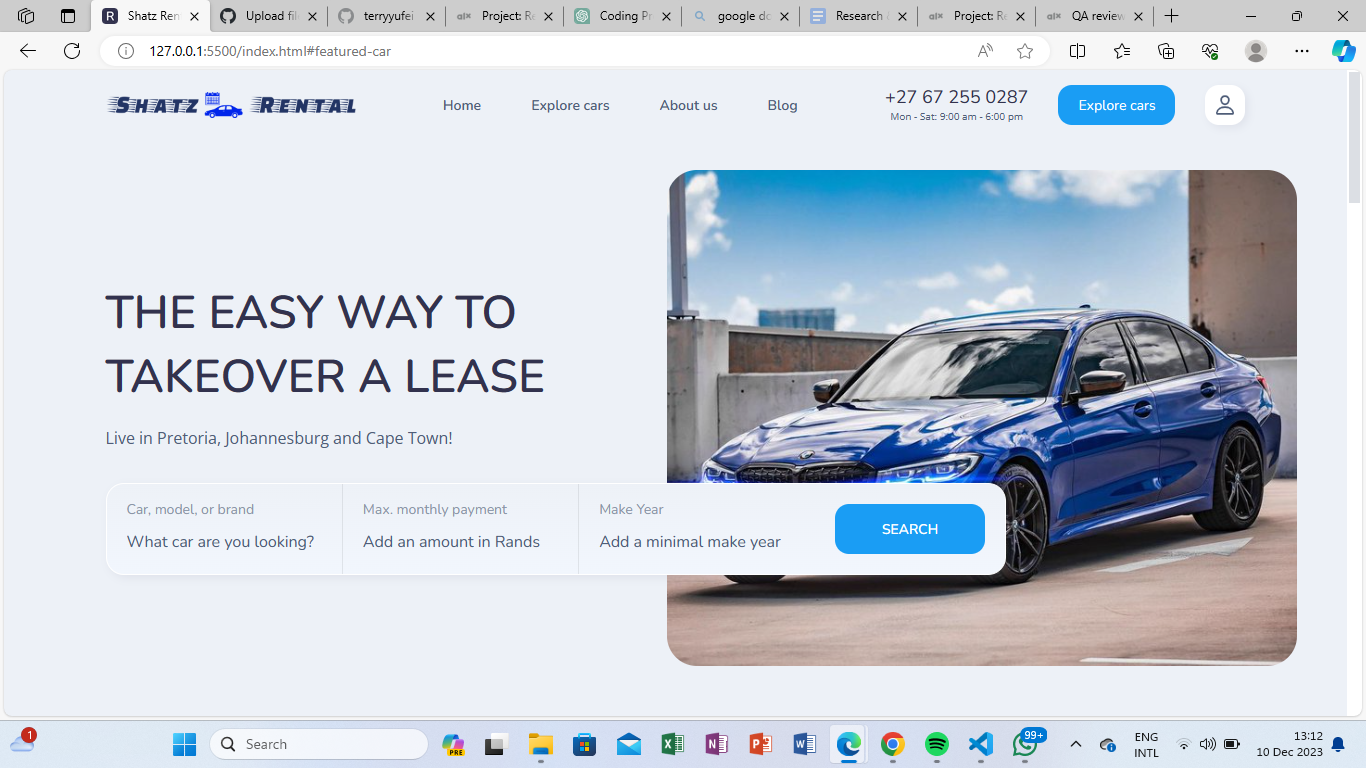 Shatz Ren
Upload fil
terryyufei
Project: Re
Coding Pr
google do
Research
Project: Re
QA review
127.0.0.1:5500/index.html#featured-car
SHATZ RENTAL
Home
Explore cars
About us
Blog
+27 67 255 0287
Mon - Sat: 9:00 am - 6:00 pm
Explore cars
THE EASY WAY TO
TAKEOVER A LEASE
Live in Pretoria, Johannesburg and Cape Town!
Car, model, or brand
What car are you looking?
Max. monthly payment
Add an amount in Rands
Make Year
Add a minimal make year
SEARCH
1
Search
PRE
99+
ENG
INTL
13:12
10 Dec 2023